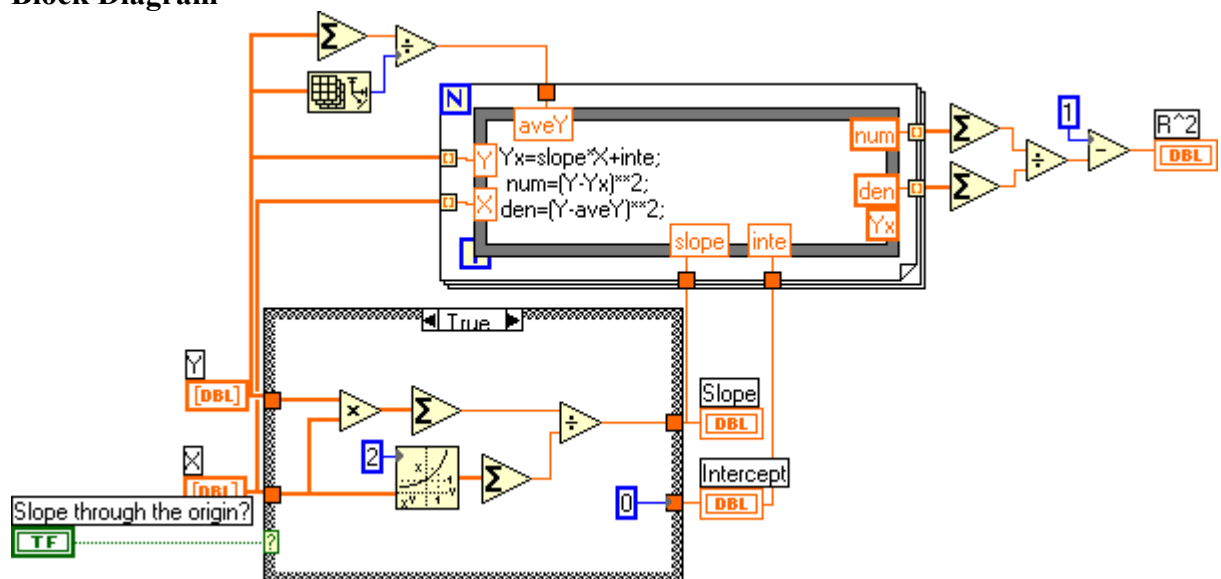 Block Diagram
Σ
÷
N
aveY
num
1
R^2
Σ
Y
Yx=slope*X+inte;
÷
-
DBL
num=(Y-Yx)**2;
den
Σ
X
den=(Y-aveY)**2;
Yx
slope
inte
True
Y
[DBL]
x
Σ
÷
Slope
DBL
X
[DBL]
2
Σ
Intercept
DBL
0
Slope through the origin?
TF
?